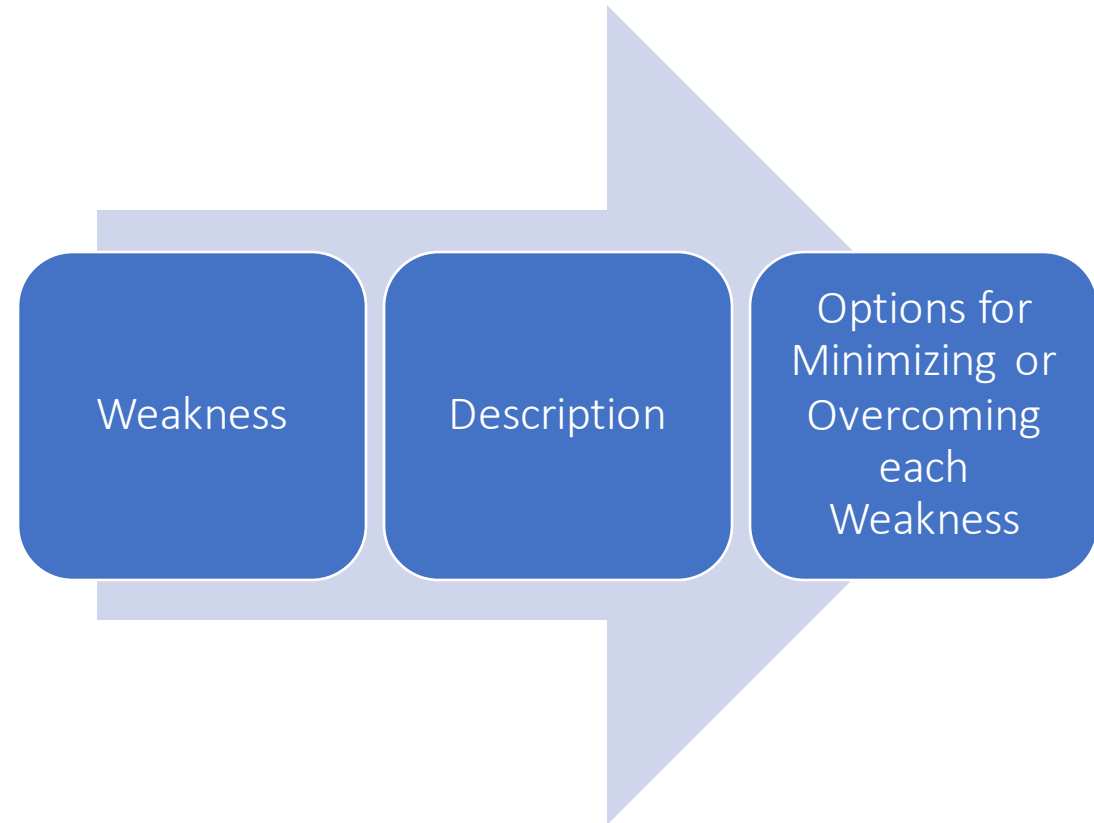 Weakness
Description
Options for
Minimizing or
Overcoming
each
Weakness